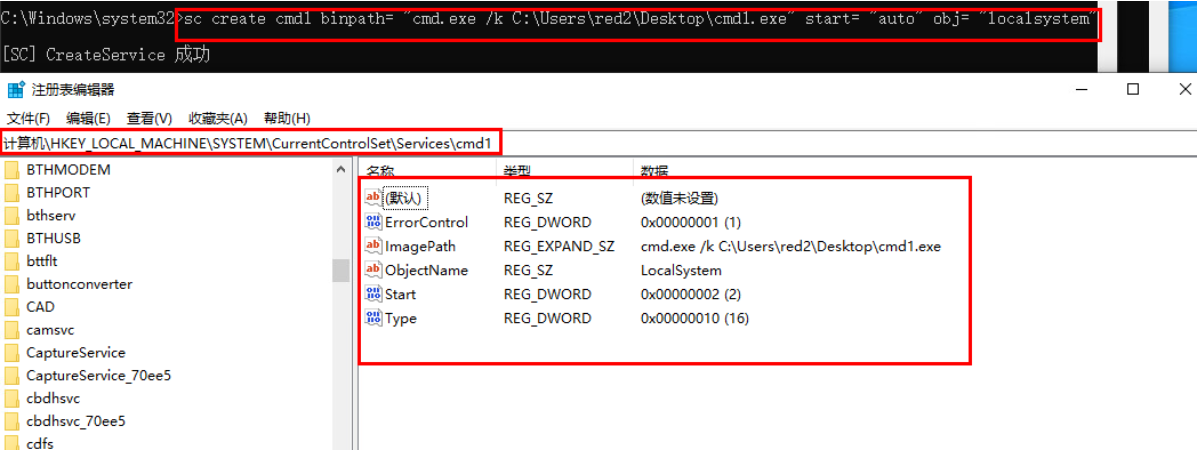 C:\Windows\system32>sc create cmd1 binpath= "cmd.exe /k C:\Users\red2\Desktop\cmd1.exe" start= "auto" obj= "localsystem"
[SC] CreateService 成功
注册表编辑器
文件(F) 编辑(E) 查看(V) 收藏夹(A) 帮助(H)
计算机\HKEY_LOCAL_MACHINE\SYSTEM\CurrentControlSet\Services\cmd1
BTHMODEM
BTHPORT
bthserv
BTHUSB
bttflt
buttonconverter
CAD
camsvc
CaptureService
CaptureService_70ee5
cbdhsvc
cbdhsvc_70ee5
cdfs
名称 类型 数据
(默认) REG_SZ (数值未设置)
ErrorControl REG_DWORD 0x00000001 (1)
ImagePath REG_EXPAND_SZ cmd.exe /k C:\Users\red2\Desktop\cmd1.exe
ObjectName REG_SZ LocalSystem
Start REG_DWORD 0x00000002 (2)
Type REG_DWORD 0x00000010 (16)